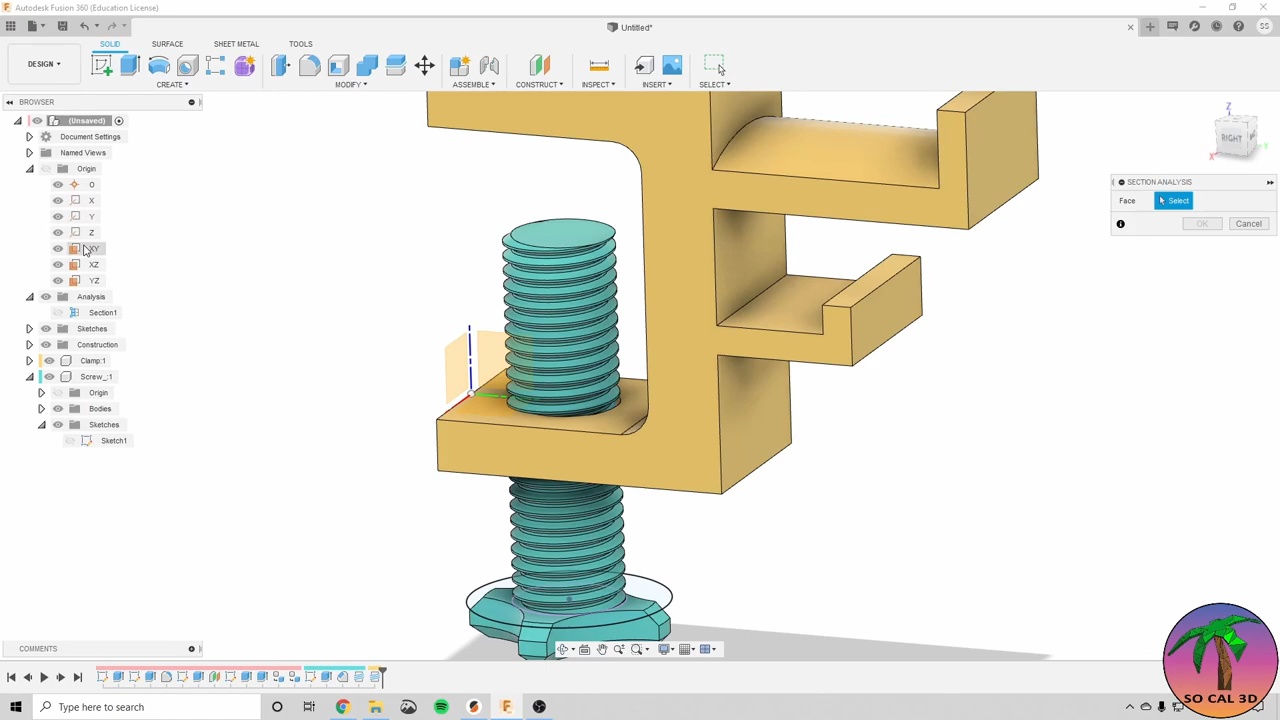 Autodesk Fusion 360 (Education License)
Untitled*
SS
DESIGN
SOLID
SURFACE
SHEET METAL
TOOLS
CREATE
MODIFY
ASSEMBLE
CONSTRUCT
INSPECT
INSERT
SELECT
BROWSER
(Unsaved)
Document Settings
Named Views
Origin
O
X
Y
Z
XY
XZ
YZ
Analysis
Section1
Sketches
Construction
Clamp:1
Screw_:1
Origin
Bodies
Sketches
Sketch1
Z
RIGHT
X
SECTION ANALYSIS
Face
Select
OK
Cancel
COMMENTS
SO CAL 3D
Type here to search